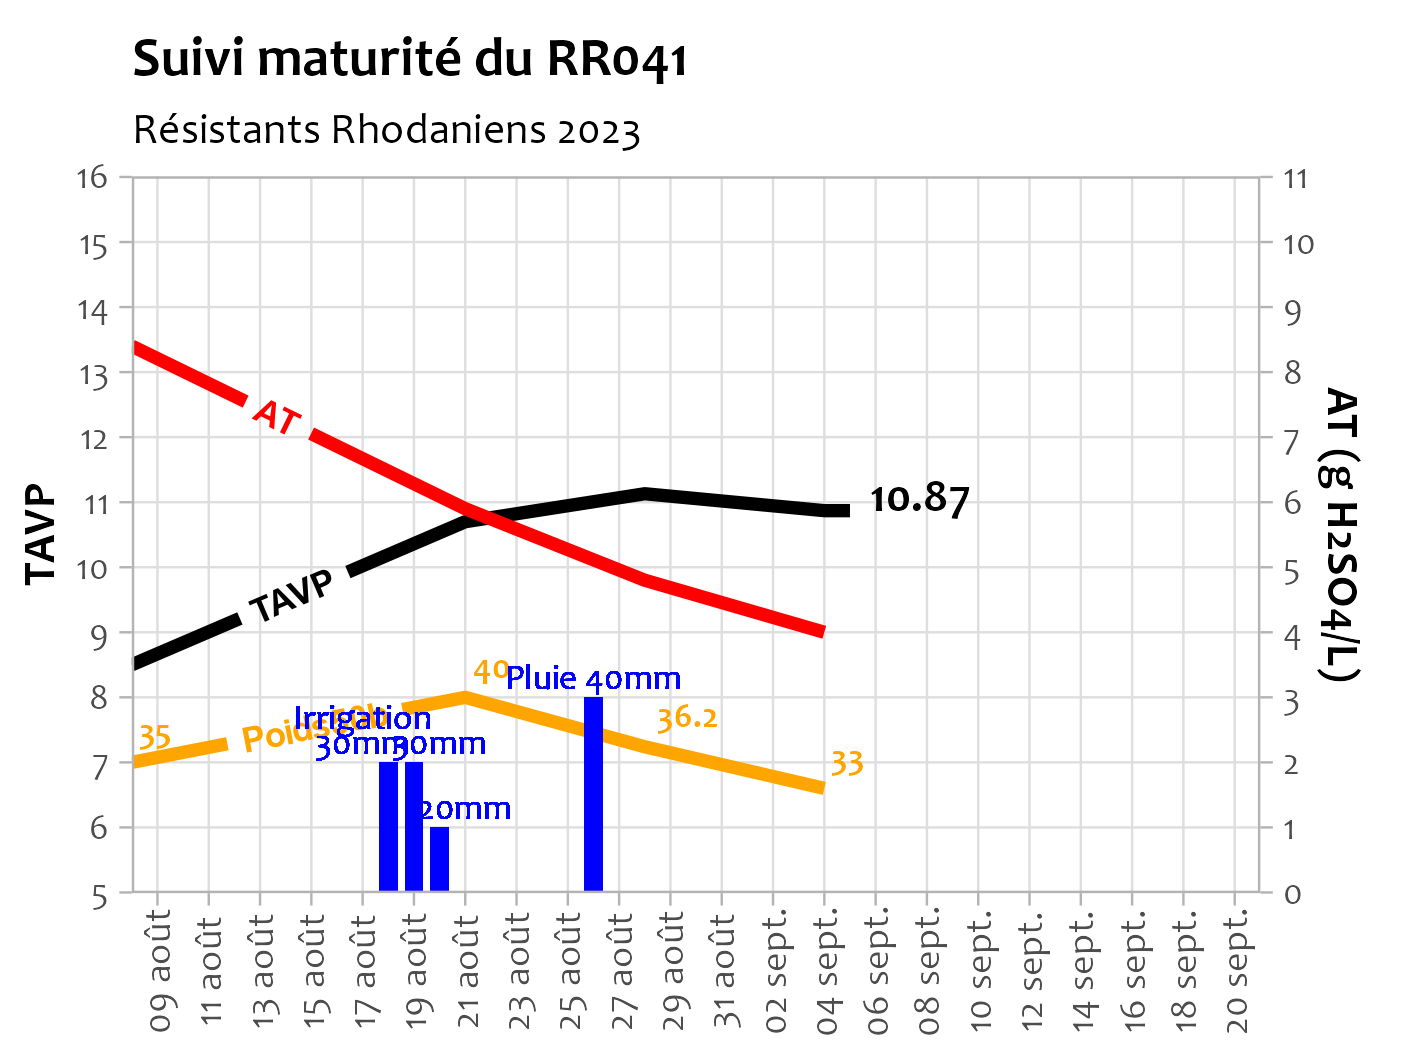 Suivi maturité du RR041
Résistants Rhodaniens 2023
16
15
14
13
12
11
10
9
8
7
6
5
TAVP
11
10
9
8
7
6
5
4
3
2
1
0
AT (g H2SO4/L)
AT
TAVP
10.87
Poids50b
35
40
36.2
33
Irrigation
30mm
30mm
20mm
Pluie 40mm
09 août
11 août
13 août
15 août
17 août
19 août
21 août
23 août
25 août
27 août
29 août
31 août
02 sept.
04 sept.
06 sept.
08 sept.
10 sept.
12 sept.
14 sept.
16 sept.
18 sept.
20 sept.